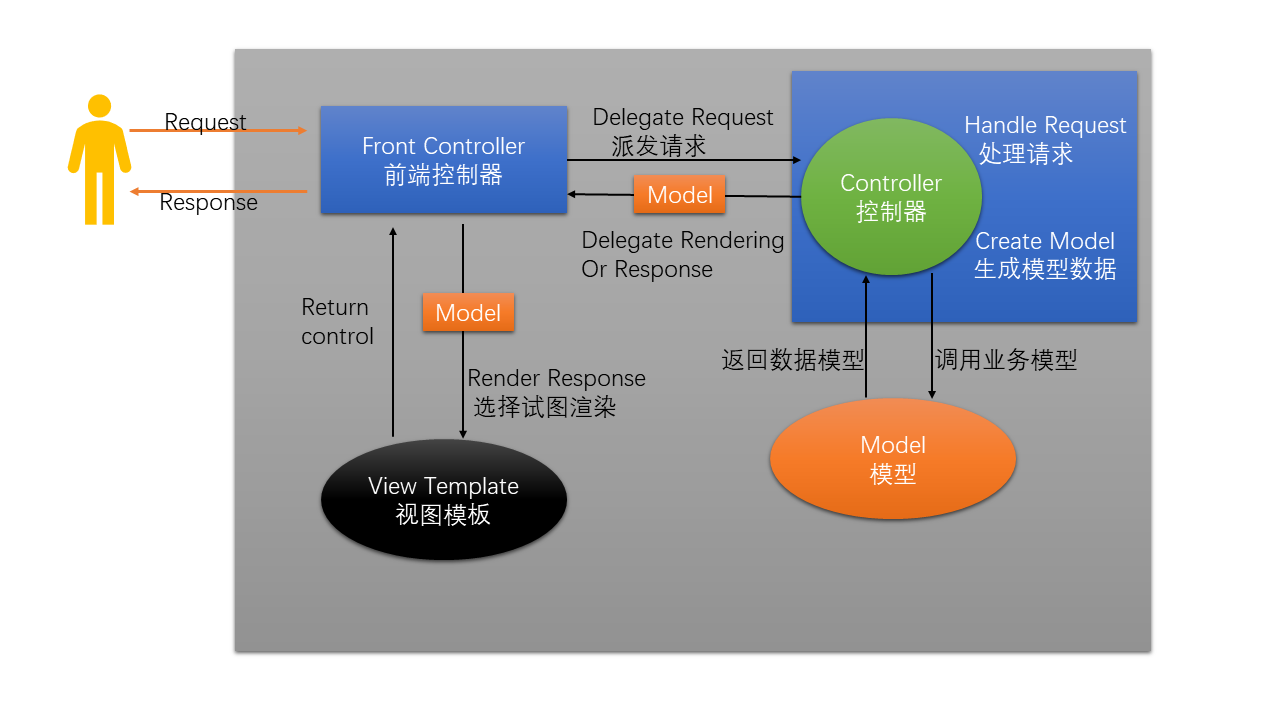 Request
Response
Front Controller
前端控制器
Delegate Request
派发请求
Model
Delegate Rendering
Or Response
Controller
控制器
Handle Request
处理请求
Create Model
生成模型数据
Return
control
Model
Render Response
选择试图渲染
返回数据模型
调用业务模型
View Template
视图模板
Model
模型